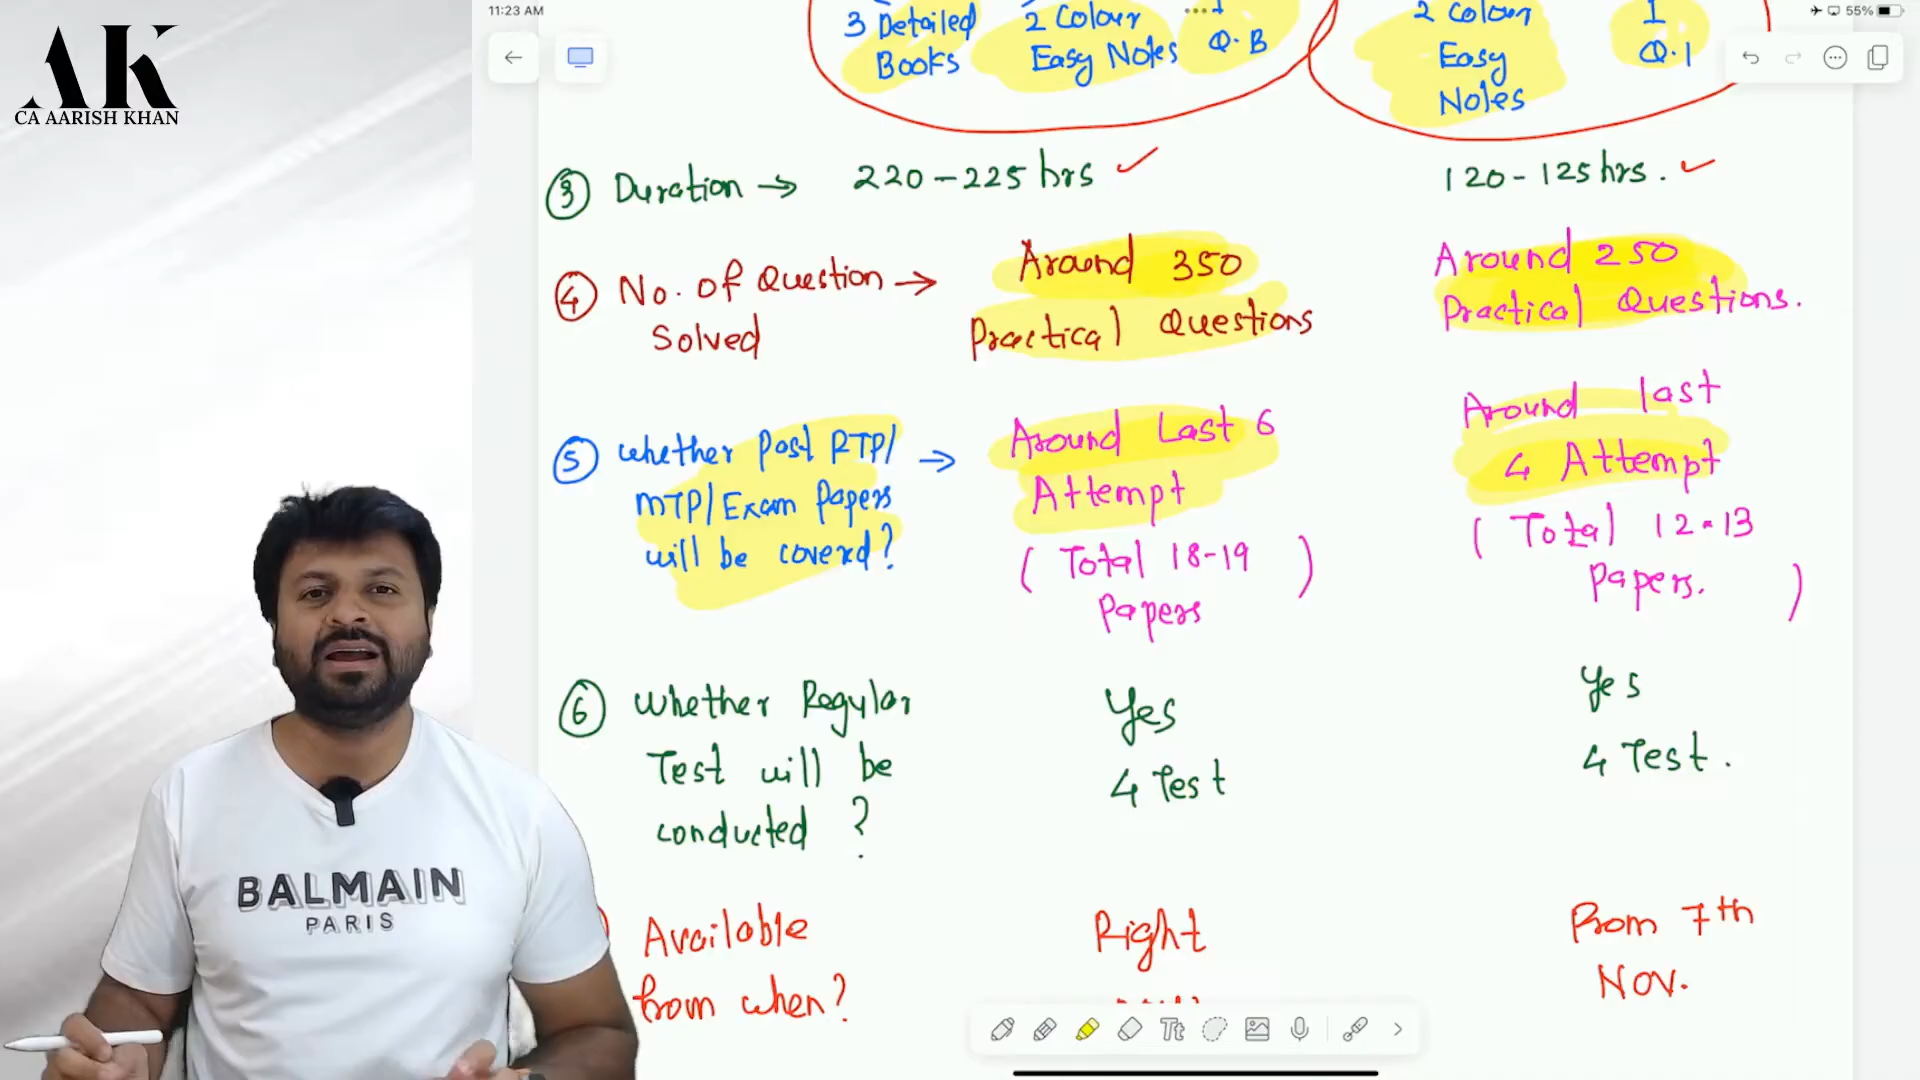 11:23 AM
55%
AK
CA AARISH KHAN
3 Detailed
Books
2 Colour
Easy Notes
1
Q.B
2 Colour
Easy
Notes
1
Q.1
3 Duration → 220-225 hrs 120-125 hrs.
4 No. of Question →
Solved
Around 350
Practical Questions
Around 250
Practical Questions.
5 Whether Past RTP/ →
MTP/Exam Papers
will be coverd?
Around Last 6
Attempt
( Total 18-19 )
Papers
Around last
4 Attempt
( Total 12-13
Papers. )
6 Whether Regular
Test will be
conducted ?
Yes
4 Test
Yes
4 Test.
Available
from when?
Right
From 7th
Nov.
BALMAIN
PARIS
Tt